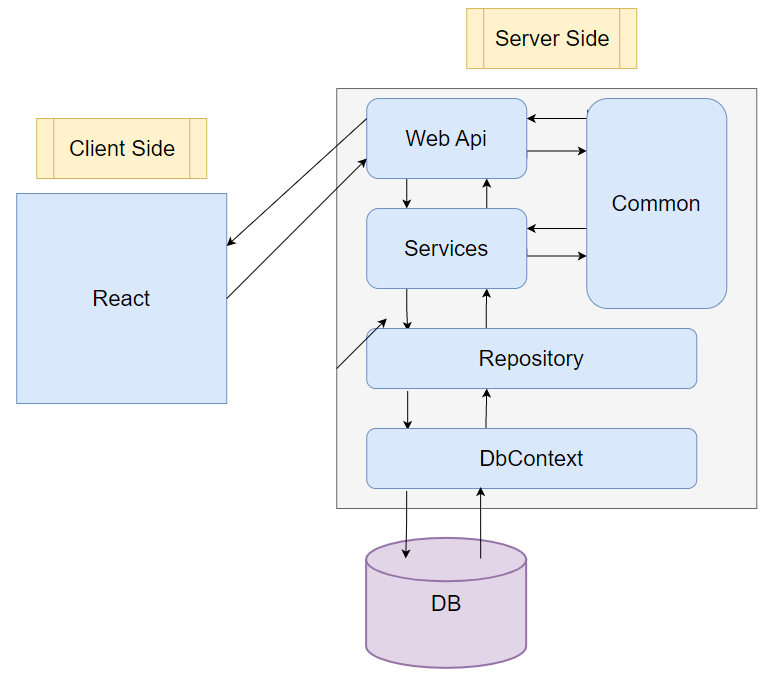 Server Side
Client Side
Web Api
Common
Services
React
Repository
DbContext
DB